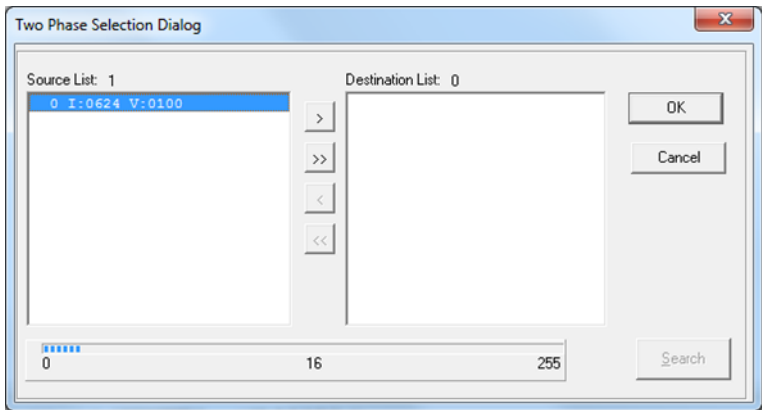 Two Phase Selection Dialog
Source List: 1
Destination List: 0
0 I:0624 V:0100
>
>>
<
<<
OK
Cancel
0 16 255
Search